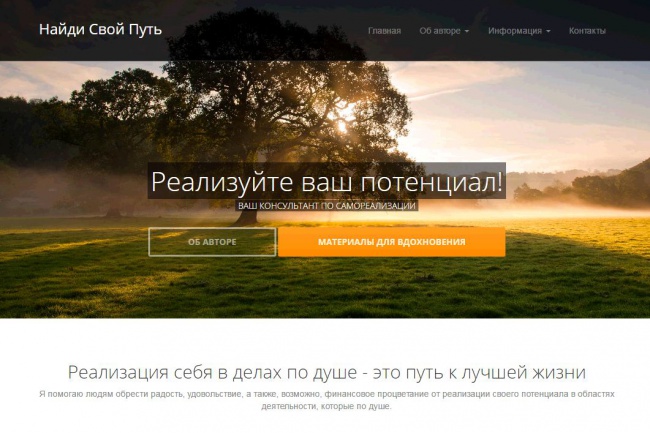 Найди Свой Путь
Главная Об авторе Информация Контакты
Реализуйте ваш потенциал!
ВАШ КОНСУЛЬТАНТ ПО САМОРЕАЛИЗАЦИИ
ОБ АВТОРЕ МАТЕРИАЛЫ ДЛЯ ВДОХНОВЕНИЯ
Реализация себя в делах по душе - это путь к лучшей жизни
Я помогаю людям обрести радость, удовольствие, а также, возможно, финансовое процветание от реализации своего потенциала в областях
деятельности, которые по душе.